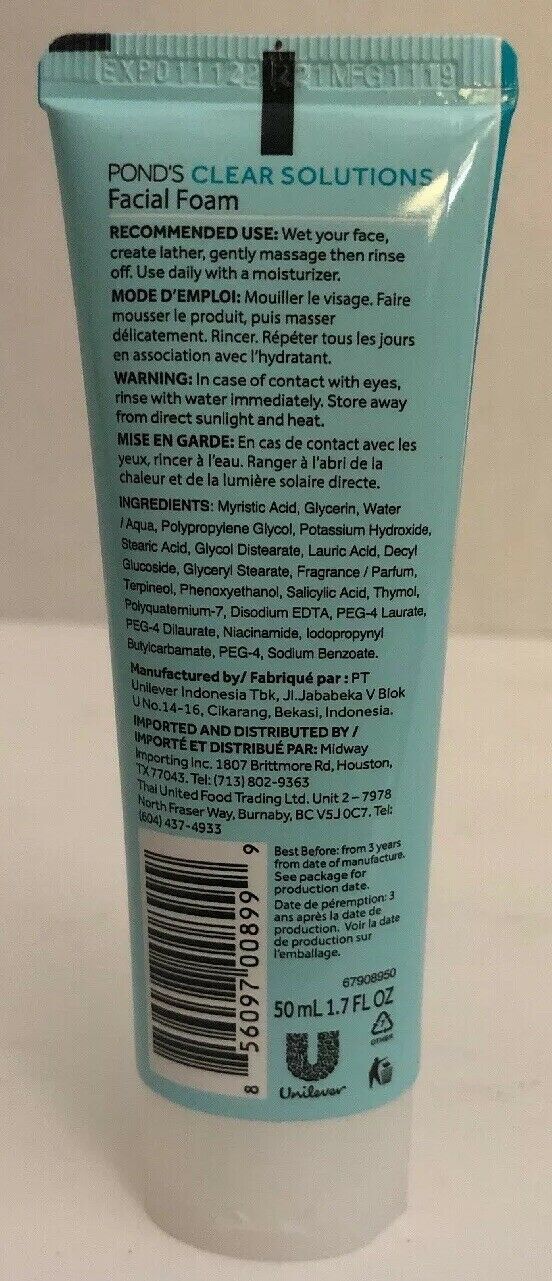 EXP011122 1221MFG1119
POND'S CLEAR SOLUTIONS
Facial Foam
RECOMMENDED USE: Wet your face,
create lather, gently massage then rinse
off. Use daily with a moisturizer.
MODE D'EMPLOI: Mouiller le visage. Faire
mousser le produit, puis masser
délicatement. Rincer. Répéter tous les jours
en association avec l'hydratant.
WARNING: In case of contact with eyes,
rinse with water immediately. Store away
from direct sunlight and heat.
MISE EN GARDE: En cas de contact avec les
yeux, rincer à l'eau. Ranger à l'abri de la
chaleur et de la lumière solaire directe.
INGREDIENTS: Myristic Acid, Glycerin, Water
/ Aqua, Polypropylene Glycol, Potassium Hydroxide,
Stearic Acid, Glycol Distearate, Lauric Acid, Decyl
Glucoside, Glyceryl Stearate, Fragrance / Parfum,
Terpineol, Phenoxyethanol, Salicylic Acid, Thymol,
Polyquaternium-7, Disodium EDTA, PEG-4 Laurate,
PEG-4 Dilaurate, Niacinamide, Iodopropynyl
Butylcarbamate, PEG-4, Sodium Benzoate.
Manufactured by/ Fabriqué par : PT
Unilever Indonesia Tbk, Jl.Jababeka V Blok
U No.14-16, Cikarang, Bekasi, Indonesia.
IMPORTED AND DISTRIBUTED BY /
IMPORTÉ ET DISTRIBUÉ PAR: Midway
Importing Inc. 1807 Brittmore Rd, Houston,
TX77043. Tel: (713) 802-9363
Thai United Food Trading Ltd. Unit 2 – 7978
North Fraser Way, Burnaby, BC V5J 0C7. Tel:
(604) 437-4933
Best Before: from 3 years
from date of manufacture.
See package for
production date.
Date de péremption: 3
ans après la date de
production. Voir la date
de production sur
l'emballage.
8 56097 00899 9
67908950
50 mL 1.7 FL OZ
OTHER
Unilever